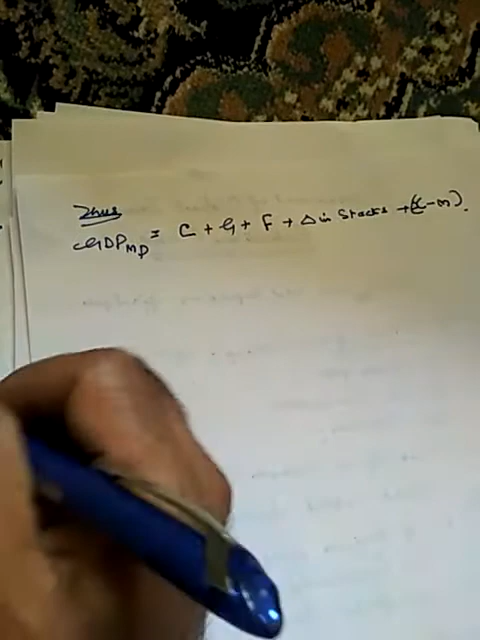 Thus
GDPMP = C + G + F + Δ in Stocks + (X-M).